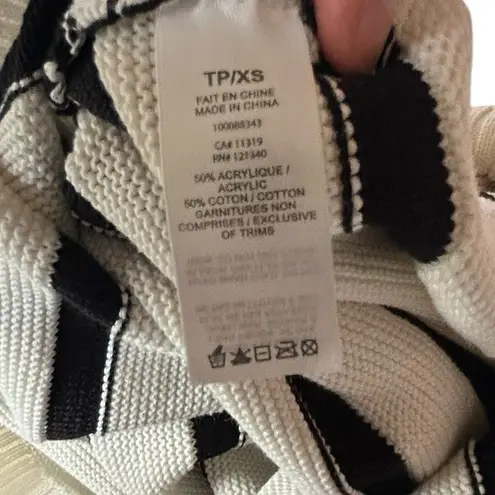 TP/XS
FAIT EN CHINE
MADE IN CHINA
100088343
CA# 11319
RN# 121340
50% ACRYLIQUE /
ACRYLIC
50% COTON / COTTON
GARNITURES NON
COMPRISES / EXCLUSIVE
OF TRIMS